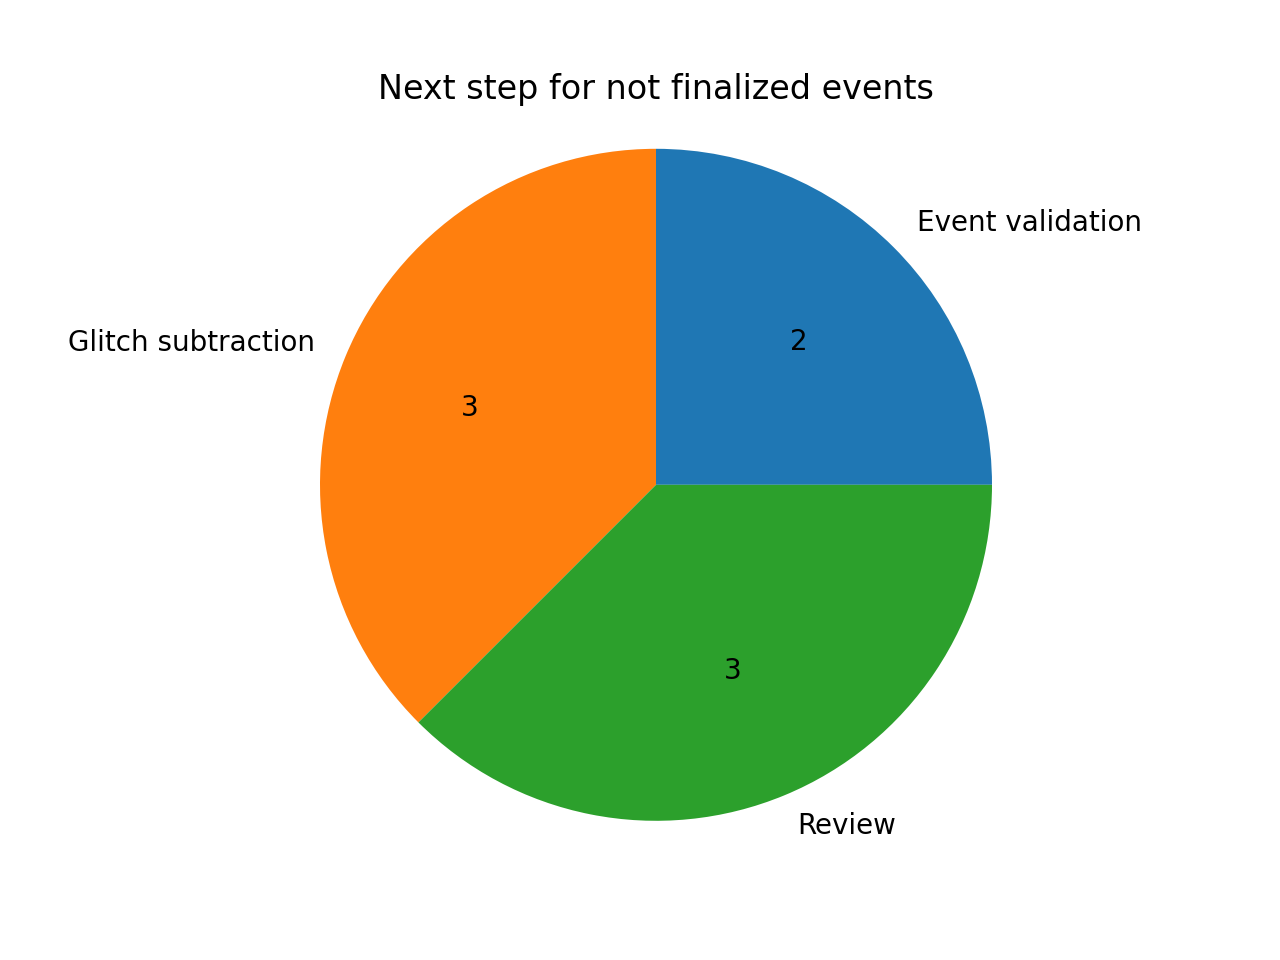 Next step for not finalized events
Event validation
2
Glitch subtraction
3
3
Review